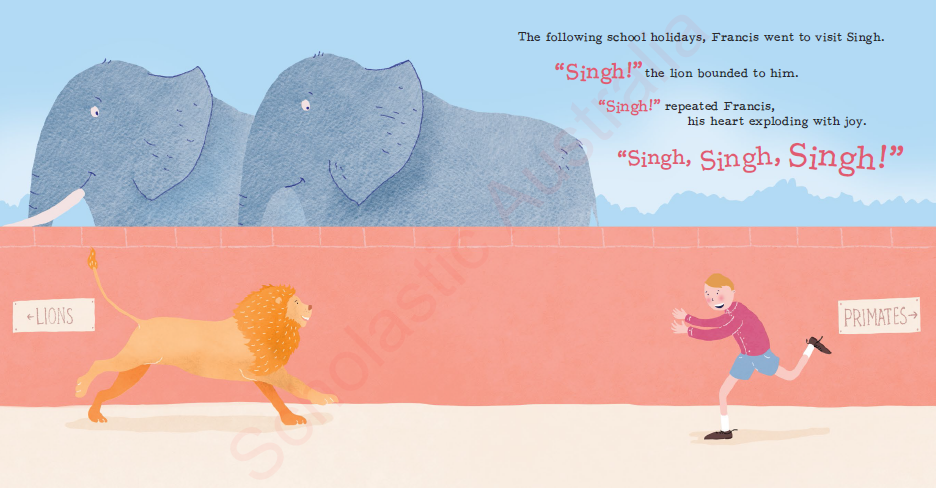 The following school holidays, Francis went to visit Singh.
“Singh!” the lion bounded to him.
“Singh!” repeated Francis,
his heart exploding with joy.
“Singh, Singh, Singh!”
←LIONS
PRIMATES→
Scholastic Australia